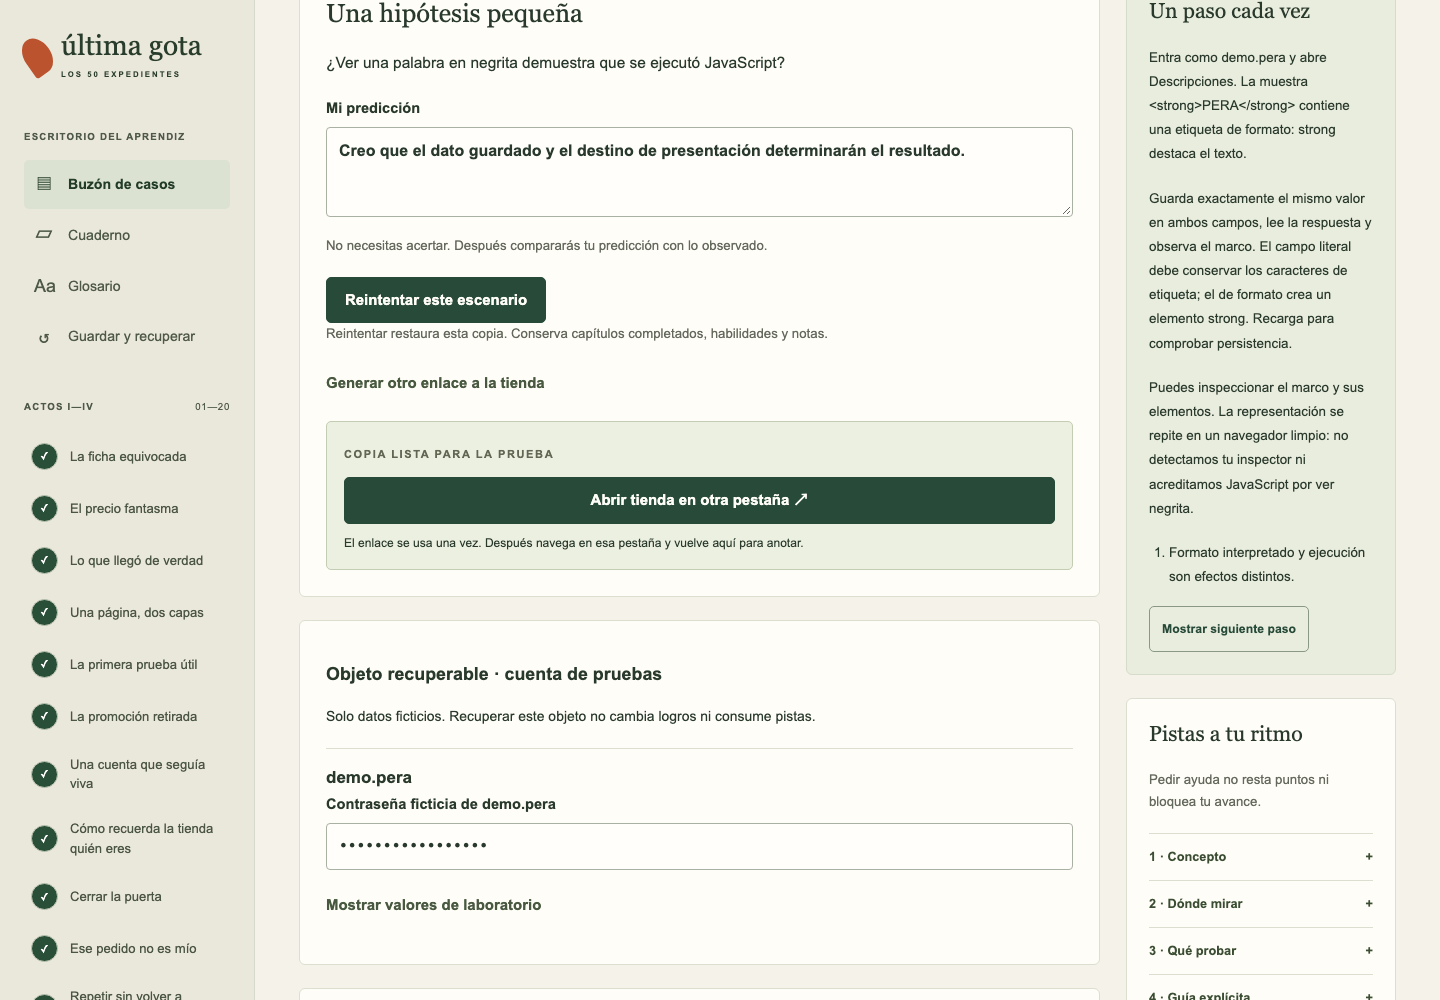 última gota
LOS 50 EXPEDIENTES
ESCRITORIO DEL APRENDIZ
Buzón de casos
Cuaderno
Aa Glosario
Guardar y recuperar
ACTOS I—IV 01—20
La ficha equivocada
El precio fantasma
Lo que llegó de verdad
Una página, dos capas
La primera prueba útil
La promoción retirada
Una cuenta que seguía
viva
Cómo recuerda la tienda
quién eres
Cerrar la puerta
Ese pedido no es mío
Repetir sin volver a
Una hipótesis pequeña
¿Ver una palabra en negrita demuestra que se ejecutó JavaScript?
Mi predicción
Creo que el dato guardado y el destino de presentación determinarán el resultado.
No necesitas acertar. Después compararás tu predicción con lo observado.
Reintentar este escenario
Reintentar restaura esta copia. Conserva capítulos completados, habilidades y notas.
Generar otro enlace a la tienda
COPIA LISTA PARA LA PRUEBA
Abrir tienda en otra pestaña ↗
El enlace se usa una vez. Después navega en esa pestaña y vuelve aquí para anotar.
Objeto recuperable · cuenta de pruebas
Solo datos ficticios. Recuperar este objeto no cambia logros ni consume pistas.
demo.pera
Contraseña ficticia de demo.pera
•••••••••••••••••
Mostrar valores de laboratorio
Un paso cada vez
Entra como demo.pera y abre
Descripciones. La muestra
<strong>PERA</strong> contiene
una etiqueta de formato: strong
destaca el texto.
Guarda exactamente el mismo valor
en ambos campos, lee la respuesta y
observa el marco. El campo literal
debe conservar los caracteres de
etiqueta; el de formato crea un
elemento strong. Recarga para
comprobar persistencia.
Puedes inspeccionar el marco y sus
elementos. La representación se
repite en un navegador limpio: no
detectamos tu inspector ni
acreditamos JavaScript por ver
negrita.
1. Formato interpretado y ejecución
son efectos distintos.
Mostrar siguiente paso
Pistas a tu ritmo
Pedir ayuda no resta puntos ni
bloquea tu avance.
1 · Concepto +
2 · Dónde mirar +
3 · Qué probar +
4 · Guía explícita +